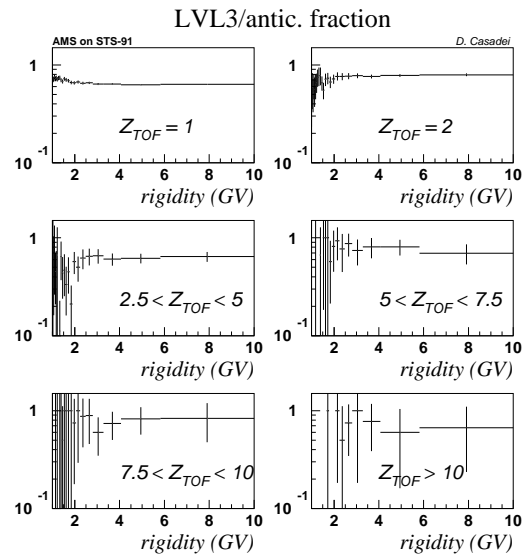 LVL3/antic. fraction
AMS on STS-91 D. Casadei
1
Z_TOF = 1
10^-1
2 4 6 8 10
rigidity (GV)
1
Z_TOF = 2
10^-1
2 4 6 8 10
rigidity (GV)
1
2.5 < Z_TOF < 5
10^-1
2 4 6 8 10
rigidity (GV)
1
5 < Z_TOF < 7.5
10^-1
2 4 6 8 10
rigidity (GV)
1
7.5 < Z_TOF < 10
10^-1
2 4 6 8 10
rigidity (GV)
1
Z_TOF > 10
10^-1
2 4 6 8 10
rigidity (GV)